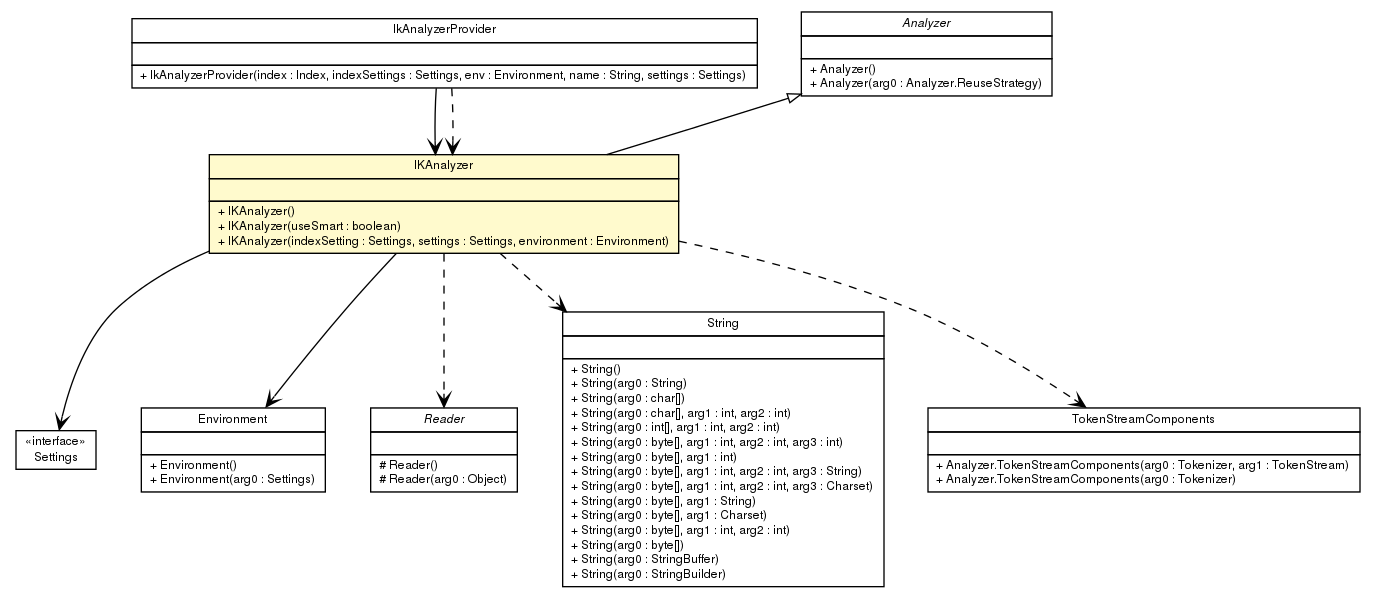 IkAnalyzerProvider
+ IkAnalyzerProvider(index : Index, indexSettings : Settings, env : Environment, name : String, settings : Settings)
Analyzer
+ Analyzer()
+ Analyzer(arg0 : Analyzer.ReuseStrategy)
IKAnalyzer
+ IKAnalyzer()
+ IKAnalyzer(useSmart : boolean)
+ IKAnalyzer(indexSetting : Settings, settings : Settings, environment : Environment)
«interface»
Settings
Environment
+ Environment()
+ Environment(arg0 : Settings)
Reader
# Reader()
# Reader(arg0 : Object)
String
+ String()
+ String(arg0 : String)
+ String(arg0 : char[])
+ String(arg0 : char[], arg1 : int, arg2 : int)
+ String(arg0 : int[], arg1 : int, arg2 : int)
+ String(arg0 : byte[], arg1 : int, arg2 : int, arg3 : int)
+ String(arg0 : byte[], arg1 : int)
+ String(arg0 : byte[], arg1 : int, arg2 : int, arg3 : String)
+ String(arg0 : byte[], arg1 : int, arg2 : int, arg3 : Charset)
+ String(arg0 : byte[], arg1 : String)
+ String(arg0 : byte[], arg1 : Charset)
+ String(arg0 : byte[], arg1 : int, arg2 : int)
+ String(arg0 : byte[])
+ String(arg0 : StringBuffer)
+ String(arg0 : StringBuilder)
TokenStreamComponents
+ Analyzer.TokenStreamComponents(arg0 : Tokenizer, arg1 : TokenStream)
+ Analyzer.TokenStreamComponents(arg0 : Tokenizer)